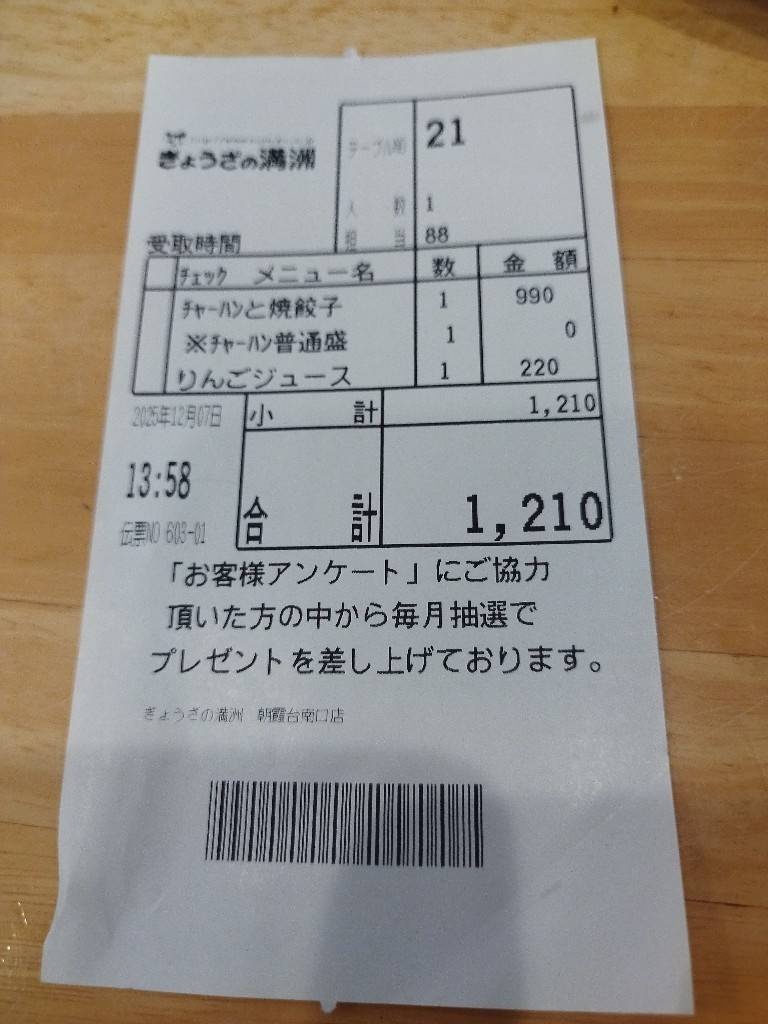 ぎょうざの満洲
テーブルNO 21
人数 1
担当 88
受取時間
チェック メニュー名 数 金額
チャーハンと焼餃子 1 990
※チャーハン普通盛 1 0
りんごジュース 1 220
2025年12月07日 小計 1,210
13:58
合計 1,210
伝票NO 603-01
「お客様アンケート」にご協力
頂いた方の中から毎月抽選で
プレゼントを差し上げております。
ぎょうざの満洲 朝霞台南口店